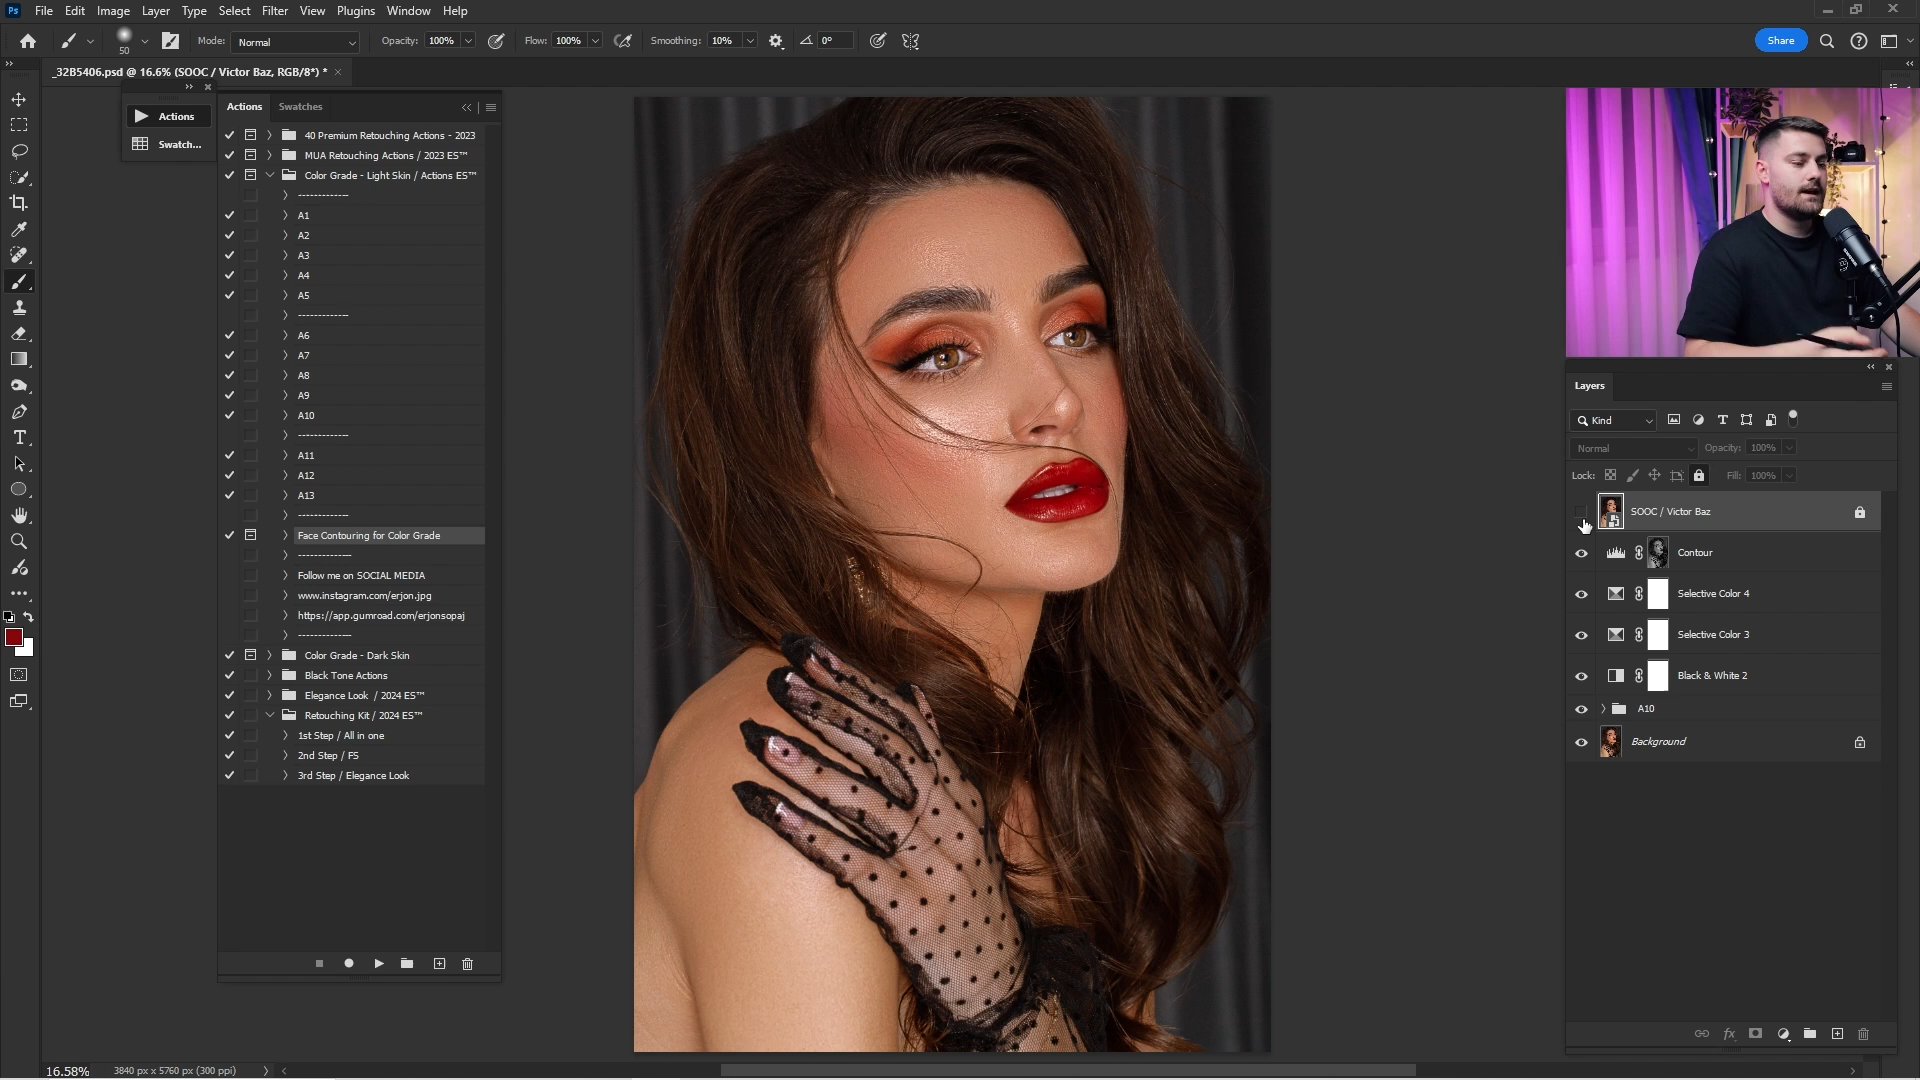 Ps File Edit Image Layer Type Select Filter View Plugins Window Help
50 Mode: Normal Opacity: 100% Flow: 100% Smoothing: 10% 0° Share
_32B5406.psd @ 16.6% (SOOC / Victor Baz, RGB/8*) *
Actions
Swatch...
Actions Swatches
40 Premium Retouching Actions - 2023
MUA Retouching Actions / 2023 ES™
Color Grade - Light Skin / Actions ES™
-------------
A1
A2
A3
A4
A5
-------------
A6
A7
A8
A9
A10
-------------
A11
A12
A13
-------------
Face Contouring for Color Grade
-------------
Follow me on SOCIAL MEDIA
www.instagram.com/erjon.jpg
https://app.gumroad.com/erjonsopaj
-------------
Color Grade - Dark Skin
Black Tone Actions
Elegance Look / 2024 ES™
Retouching Kit / 2024 ES™
1st Step / All in one
2nd Step / FS
3rd Step / Elegance Look
Layers
Kind
Normal Opacity: 100%
Lock: Fill: 100%
SOOC / Victor Baz
Contour
Selective Color 4
Selective Color 3
Black & White 2
A10
Background
fx
16.58% 3840 px x 5760 px (300 ppi)